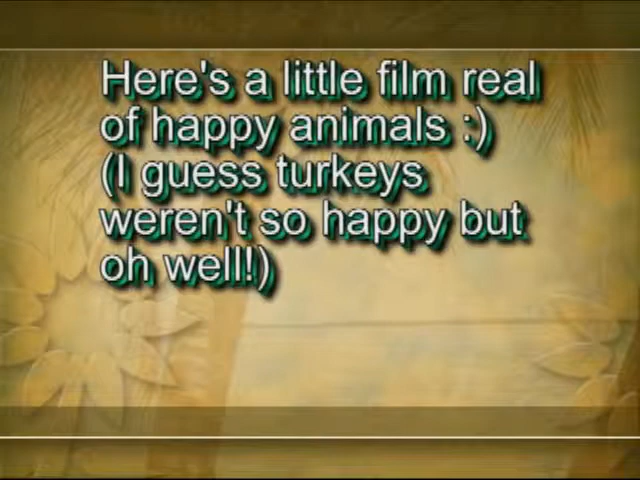 Here's a little film real
of happy animals :)
(I guess turkeys
weren't so happy but
oh well!)